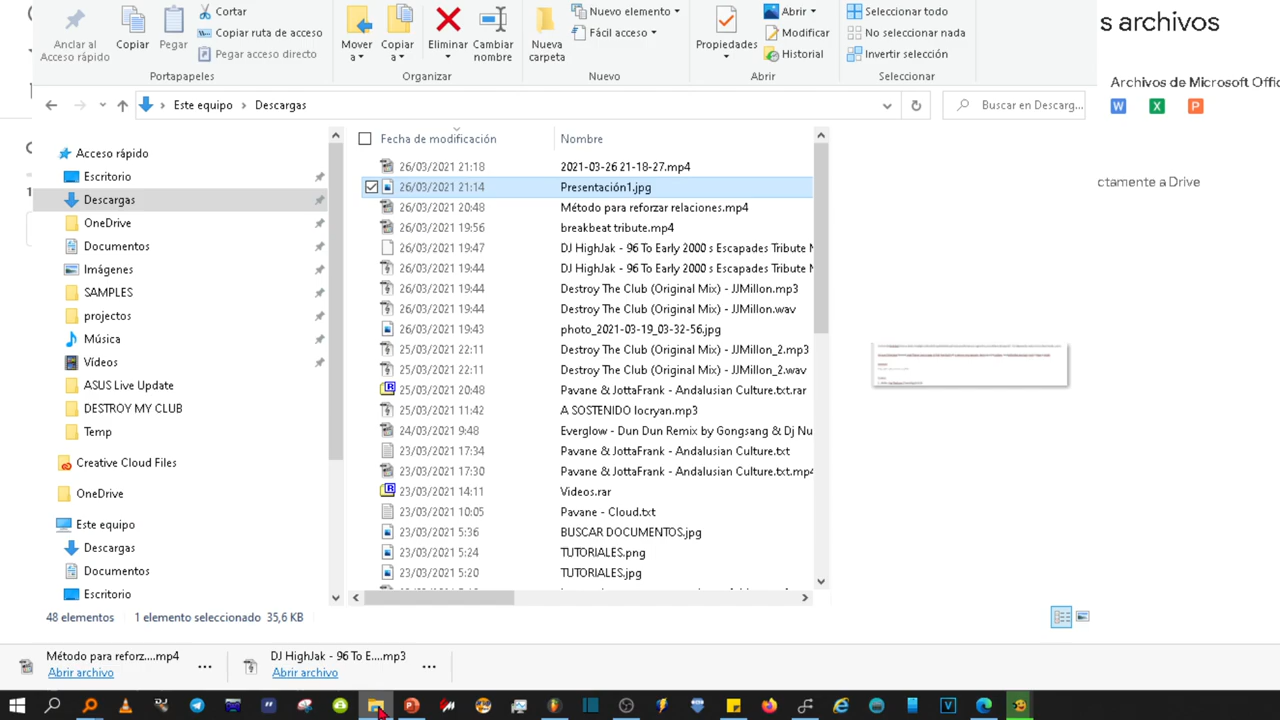 s archivos
Archivos de Microsoft Offic
W X P
ctamente a Drive
Anclar al
Acceso rápido
Copiar
Pegar
Cortar
Copiar ruta de acceso
Pegar acceso directo
Portapapeles
Mover
a
Copiar
a
Eliminar
Cambiar
nombre
Organizar
Nueva
carpeta
Nuevo elemento
Fácil acceso
Nuevo
Propiedades
Abrir
Modificar
Historial
Abrir
Seleccionar todo
No seleccionar nada
Invertir selección
Seleccionar
Este equipo > Descargas
Buscar en Descarg...
Acceso rápido
Escritorio
Descargas
OneDrive
Documentos
Imágenes
SAMPLES
projectos
Música
Vídeos
ASUS Live Update
DESTROY MY CLUB
Temp
Creative Cloud Files
OneDrive
Este equipo
Descargas
Documentos
Escritorio
Fecha de modificación Nombre
26/03/2021 21:18 2021-03-26 21-18-27.mp4
26/03/2021 21:14 Presentación1.jpg
26/03/2021 20:48 Método para reforzar relaciones.mp4
26/03/2021 19:56 breakbeat tribute.mp4
26/03/2021 19:47 DJ HighJak - 96 To Early 2000 s Escapades Tribute M
26/03/2021 19:44 DJ HighJak - 96 To Early 2000 s Escapades Tribute M
26/03/2021 19:44 Destroy The Club (Original Mix) - JJMillon.mp3
26/03/2021 19:44 Destroy The Club (Original Mix) - JJMillon.wav
26/03/2021 19:43 photo_2021-03-19_03-32-56.jpg
25/03/2021 22:11 Destroy The Club (Original Mix) - JJMillon_2.mp3
25/03/2021 22:11 Destroy The Club (Original Mix) - JJMillon_2.wav
25/03/2021 20:48 Pavane & JottaFrank - Andalusian Culture.txt.rar
25/03/2021 11:42 A SOSTENIDO locryan.mp3
24/03/2021 9:48 Everglow - Dun Dun Remix by Gongsang & Dj Nu
23/03/2021 17:34 Pavane & JottaFrank - Andalusian Culture.txt
23/03/2021 17:30 Pavane & JottaFrank - Andalusian Culture.txt.mp4
23/03/2021 14:11 Videos.rar
23/03/2021 10:05 Pavane - Cloud.txt
23/03/2021 5:36 BUSCAR DOCUMENTOS.jpg
23/03/2021 5:24 TUTORIALES.png
23/03/2021 5:20 TUTORIALES.jpg
48 elementos 1 elemento seleccionado 35,6 KB
Método para reforz....mp4
Abrir archivo
DJ HighJak - 96 To E....mp3
Abrir archivo